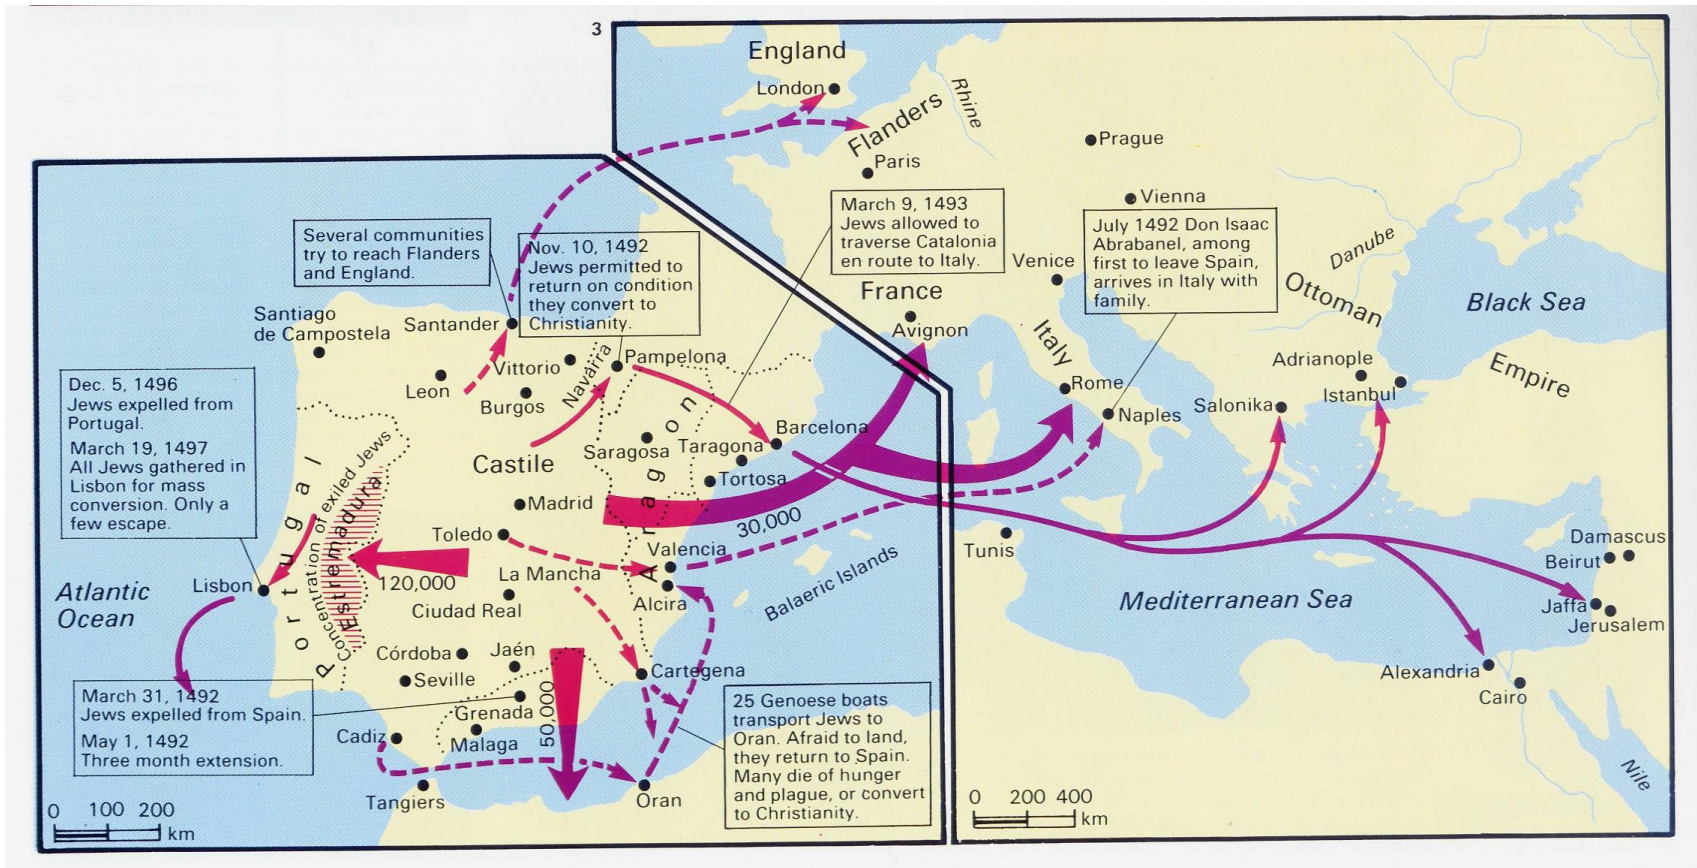 3
England
London
Flanders
Rhine
Paris
Prague
Vienna
March 9, 1493
Jews allowed to
traverse Catalonia
en route to Italy.
July 1492 Don Isaac
Abrabanel, among
first to leave Spain,
arrives in Italy with
family.
Several communities
try to reach Flanders
and England.
Nov. 10, 1492
Jews permitted to
return on condition
they convert to
Christianity.
Venice
Danube
France
Avignon
Italy
Ottoman
Empire
Black Sea
Adrianople
Istanbul
Rome
Naples
Salonika
Santiago
de Campostela
Santander
Vittorio
Navarra
Pampelona
Leon
Burgos
Dec. 5, 1496
Jews expelled from
Portugal.
March 19, 1497
All Jews gathered in
Lisbon for mass
conversion. Only a
few escape.
Castile
Saragosa
Aragon
Taragona
Barcelona
Tortosa
Madrid
30,000
Toledo
Valencia
Portugal
Concentration of exiled Jews
Estremadura
120,000
La Mancha
Ciudad Real
Alcira
Balaeric Islands
Tunis
Damascus
Beirut
Jaffa
Jerusalem
Mediterranean Sea
Atlantic
Ocean
Lisbon
Córdoba
Jaén
Seville
Cartegena
Alexandria
Cairo
Nile
March 31, 1492
Jews expelled from Spain.
May 1, 1492
Three month extension.
Grenada
Malaga
50,000
Cadiz
Tangiers
Oran
25 Genoese boats
transport Jews to
Oran. Afraid to land,
they return to Spain.
Many die of hunger
and plague, or convert
to Christianity.
0 100 200
km
0 200 400
km